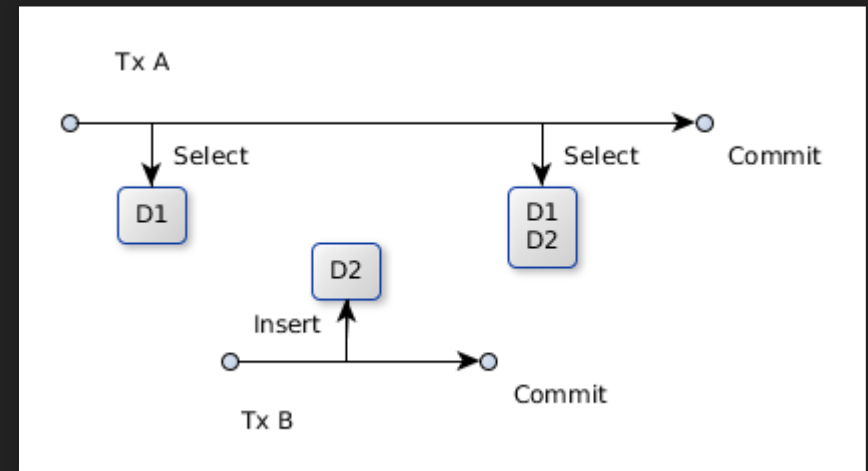 Tx A
Select
Select
Commit
D1
D1
D2
D2
Insert
Commit
Tx B